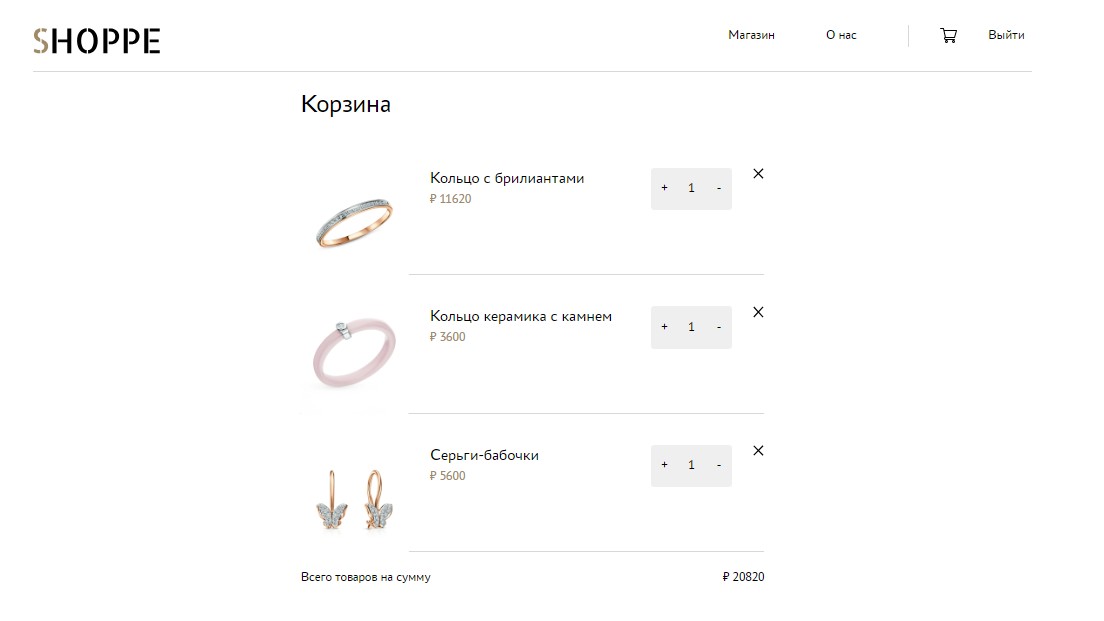 SHOPPE
Магазин
О нас
Выйти
Корзина
Кольцо с брилиантами
₽ 11620
+ 1 -
Кольцо керамика с камнем
₽ 3600
+ 1 -
Серьги-бабочки
₽ 5600
+ 1 -
Всего товаров на сумму ₽ 20820